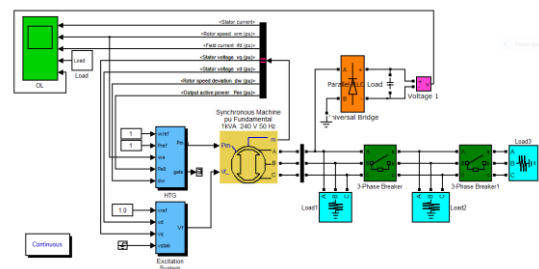 <Stator current>
<Rotor speed wm (pu)>
<Field current ifd (pu)>
<Stator voltage vq (pu)>
<Stator voltage vd (pu)>
<Rotor speed deviation dw (pu)>
<Output active power Peo (pu)>
OL
Load
Load
Synchronous Machine
pu Fundamental
1kVA 240 V 50 Hz
Pm
Vf_
m
A
B
C
wref
Pref
we
Pe0
dw
Pm
gate
1
1
HTG
1.0
vref
vd
vq
vstab
Vf
Excitation
System
Continuous
Parallel RLC Load
Universal Bridge
A
B
+
-
Voltage 1
Load1
3-Phase Breaker
Load2
3-Phase Breaker1
Load3
A
B
C